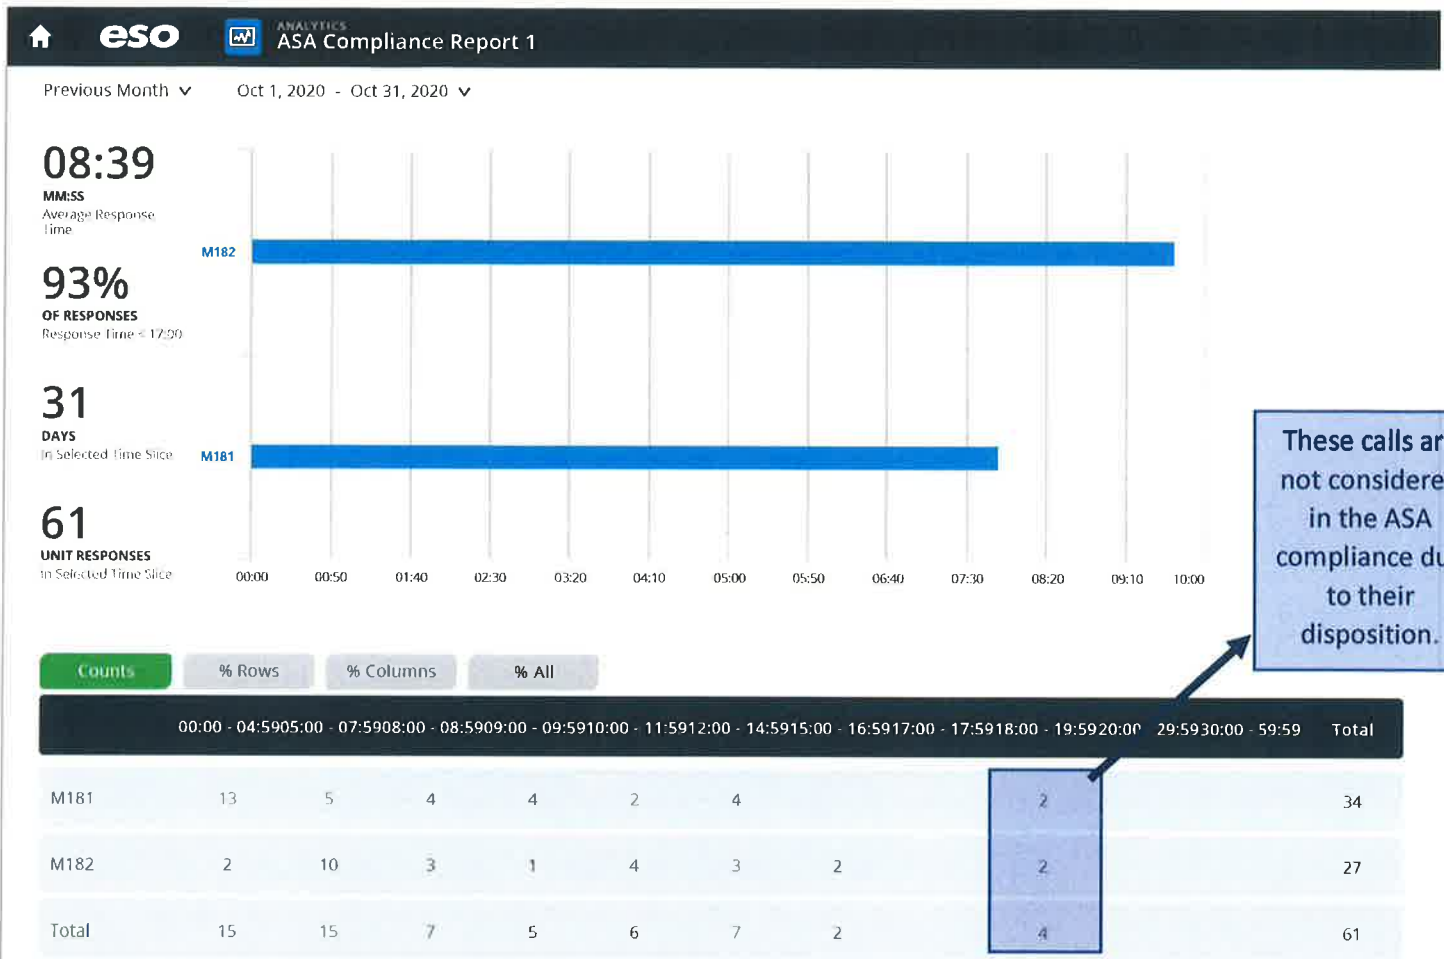 eso
ANALYTICS
ASA Compliance Report 1
Previous Month
Oct 1, 2020 - Oct 31, 2020
08:39
MM:SS
Average Response
Time
93%
OF RESPONSES
Response Time < 17:00
31
DAYS
In Selected Time Slice
61
UNIT RESPONSES
In Selected Time Slice
M182
M181
00:00 00:50 01:40 02:30 03:20 04:10 05:00 05:50 06:40 07:30 08:20 09:10 10:00
These calls ar
not considere
in the ASA
compliance du
to their
disposition.
Counts % Rows % Columns % All
00:00 - 04:5905:00 - 07:5908:00 - 08:5909:00 - 09:5910:00 - 11:5912:00 - 14:5915:00 - 16:5917:00 - 17:5918:00 - 19:5920:00 29:5930:00 - 59:59 Total
M181 13 5 4 4 2 4 2 34
M182 2 10 3 1 4 3 2 2 27
Total 15 15 7 5 6 7 2 4 61